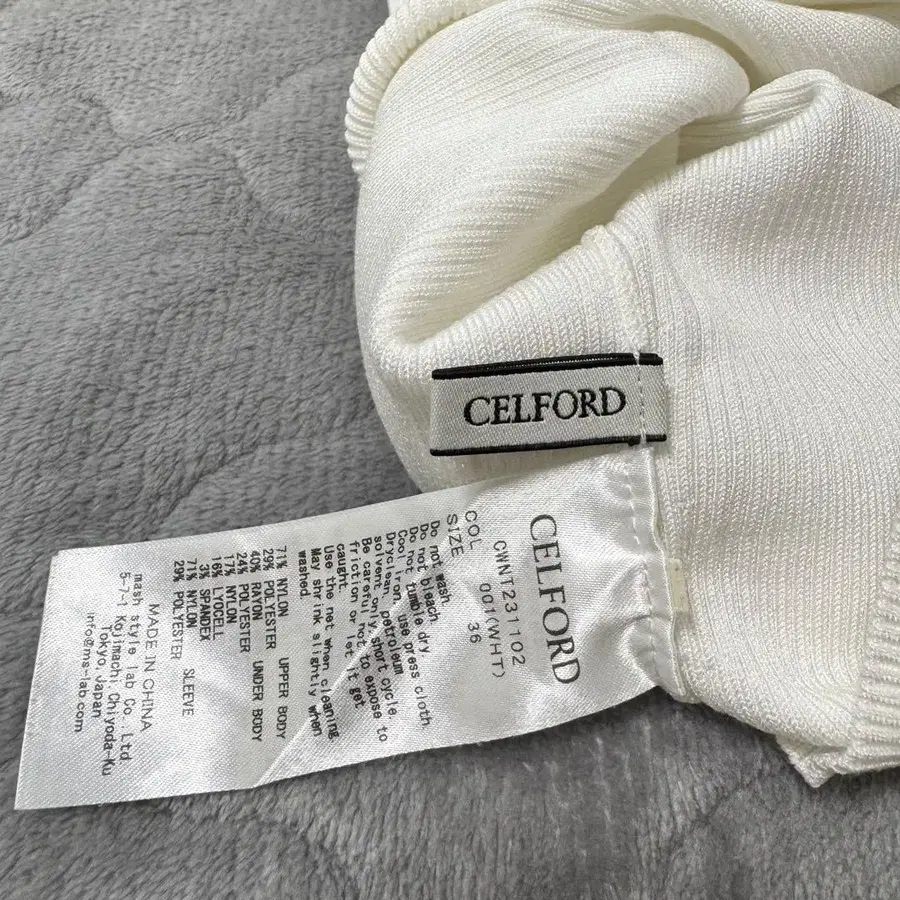 CELFORD
CELFORD
CWNT231102
COL 001(WHT)
SIZE 36
Do not wash
Do not bleach
Do not tumble dry
Cool iron, use press cloth
Dryclean, petroleum
solvent only, short cycle.
Be careful not to expose to
friction or let it get
caught.
Use the net when cleaning.
May shrink slightly when
washed.
71% NYLON UPPER BODY
29% POLYESTER
40% RAYON UNDER BODY
24% POLYESTER
17% NYLON
16% LYOCELL
3% SPANDEX
71% NYLON SLEEVE
29% POLYESTER
MADE IN CHINA
mash style lab Co., Ltd.
5-7-1 Kojimachi, Chiyoda-Ku
Tokyo, Japan
info@ms-lab.com